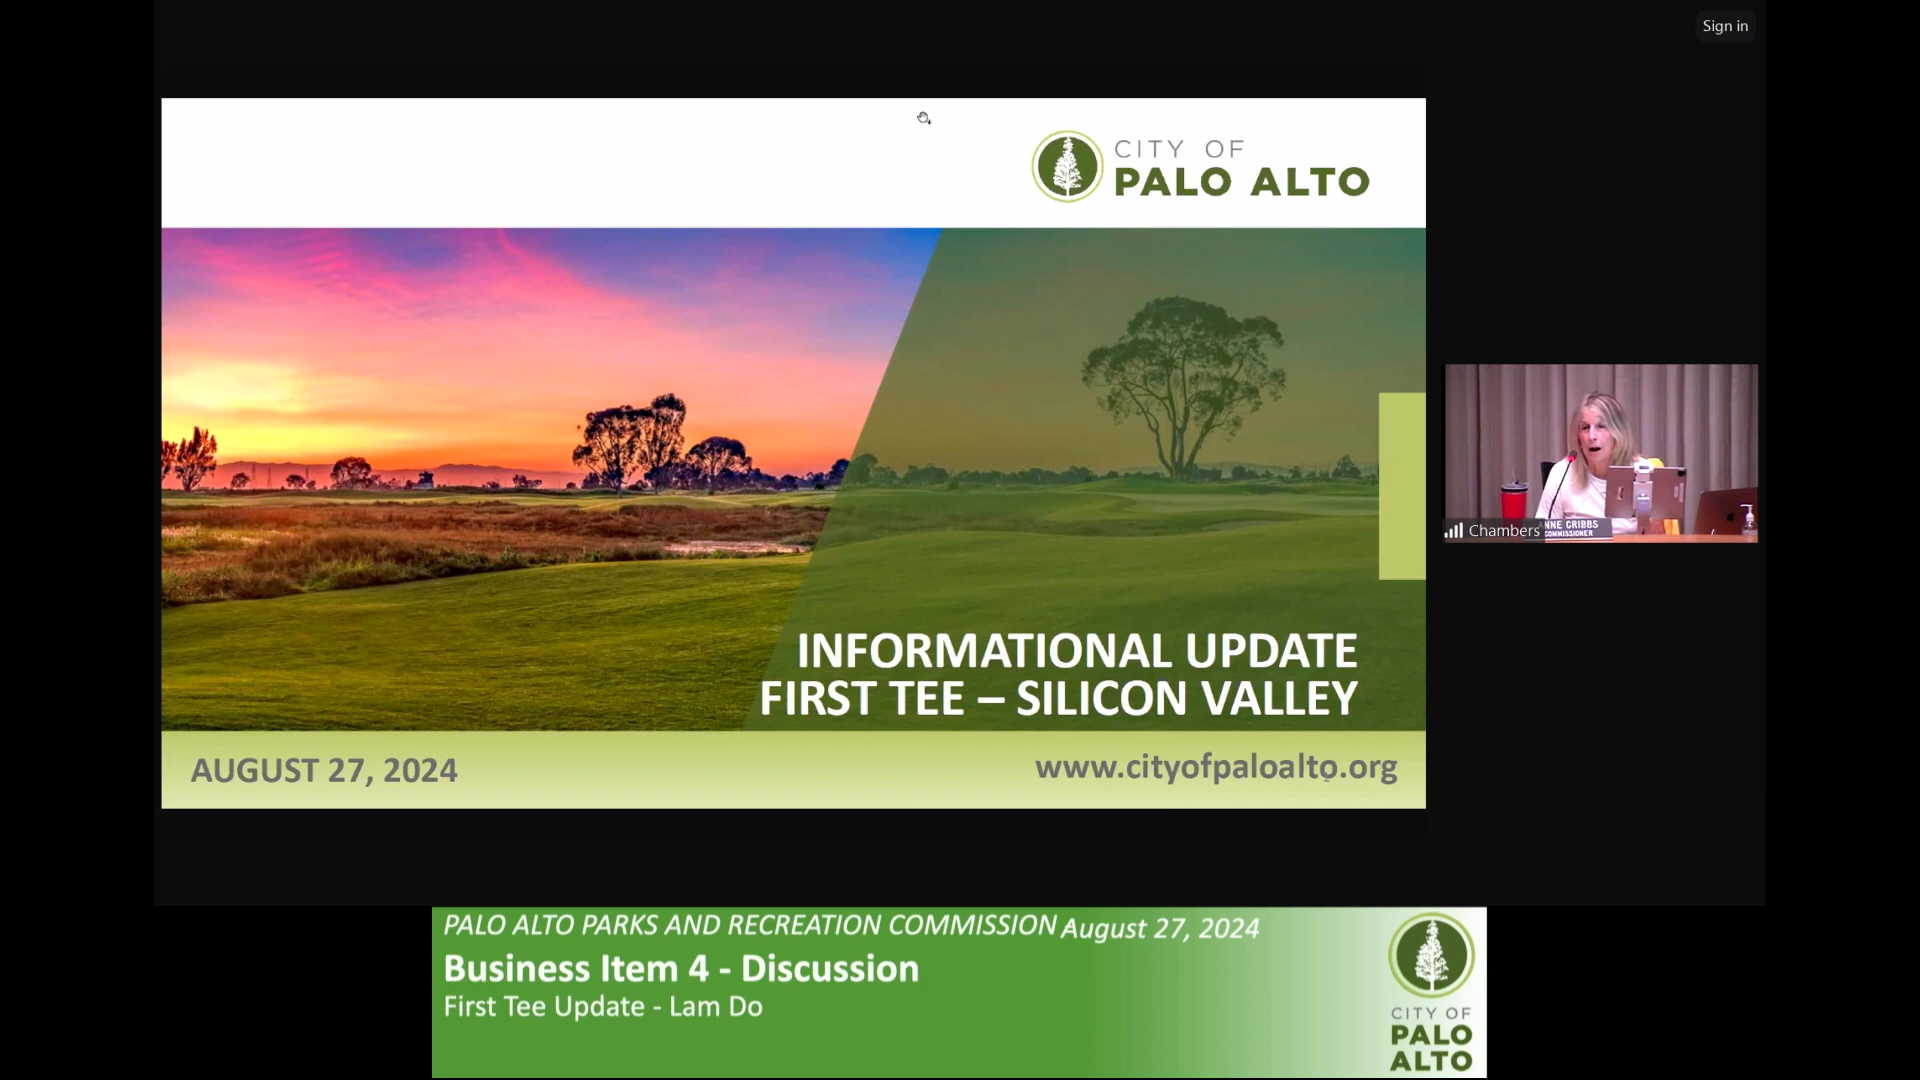 Sign in
CITY OF
PALO ALTO
INFORMATIONAL UPDATE
FIRST TEE – SILICON VALLEY
AUGUST 27, 2024
www.cityofpaloalto.org
Chambers
NNE CRIBBS
COMMISSIONER
PALO ALTO PARKS AND RECREATION COMMISSION August 27, 2024
Business Item 4 - Discussion
First Tee Update - Lam Do
CITY OF
PALO
ALTO